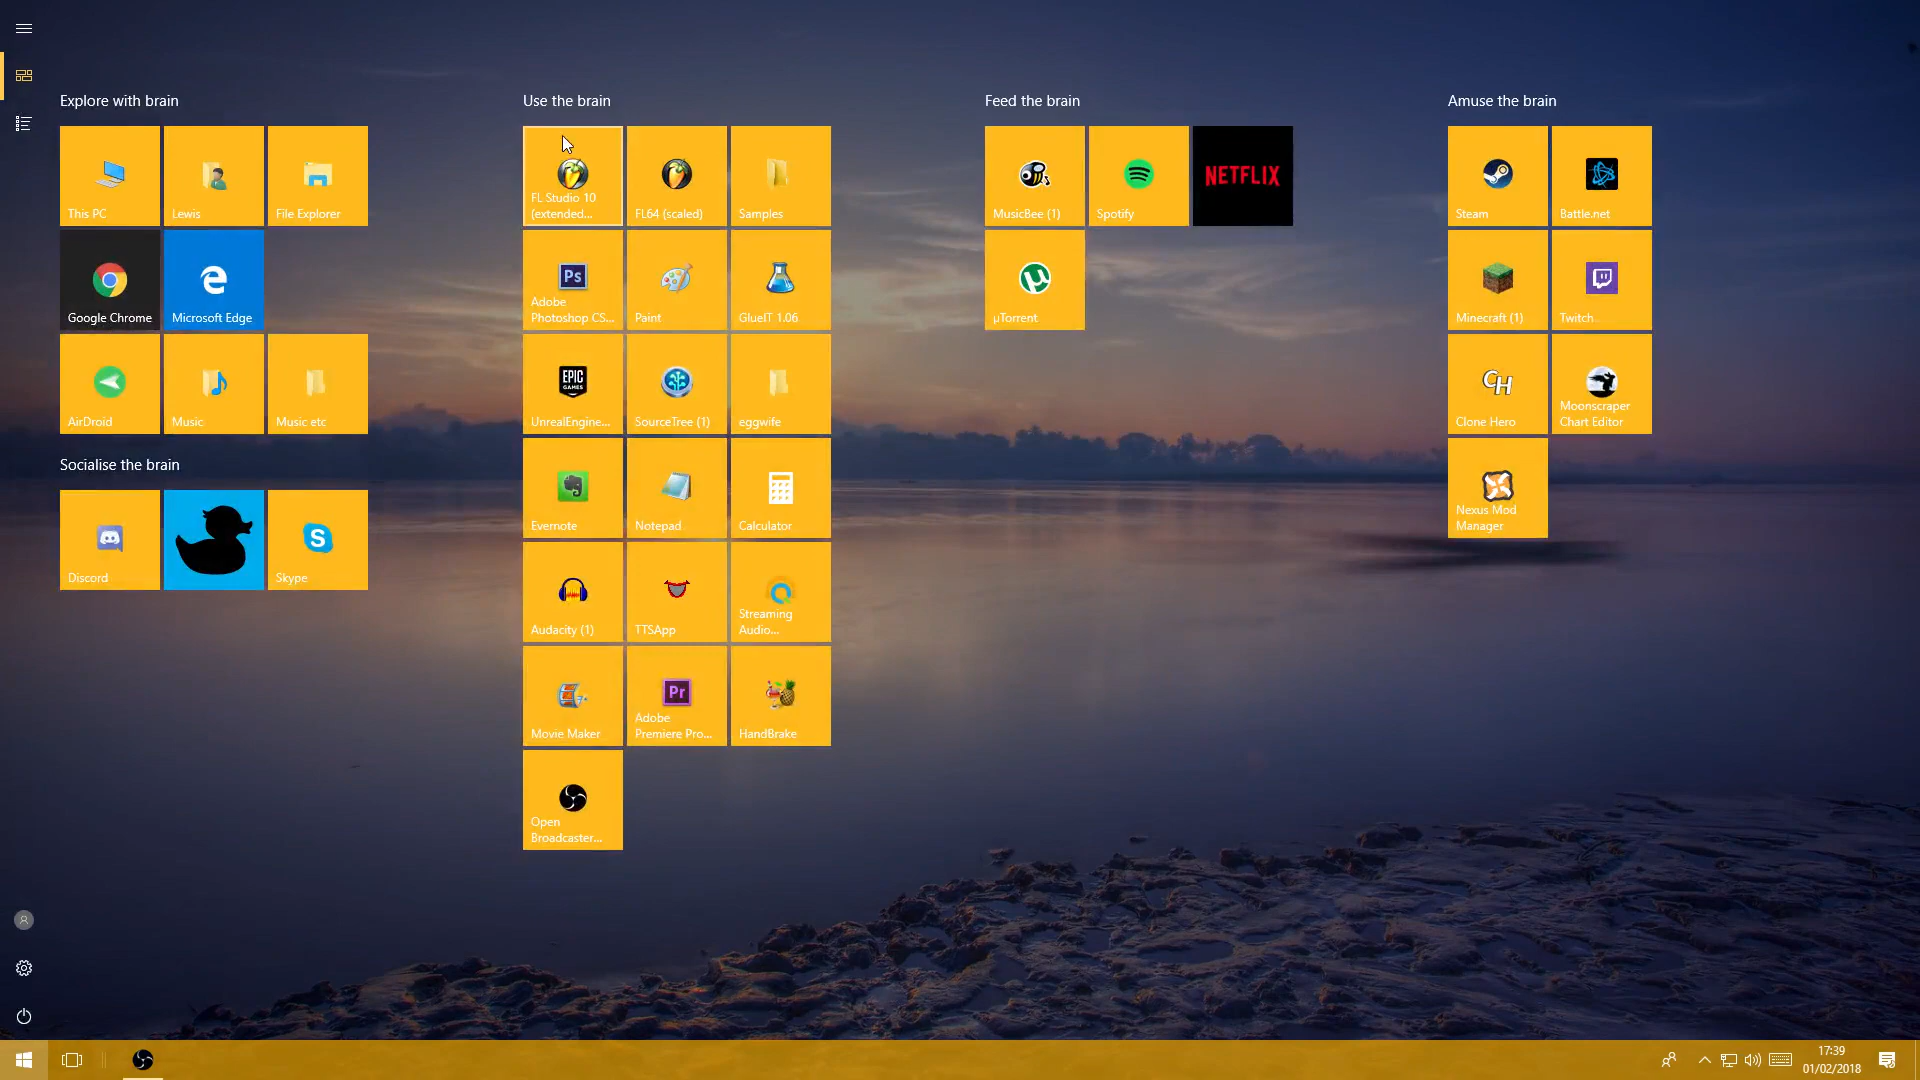 Explore with brain
This PC
Lewis
File Explorer
Google Chrome
Microsoft Edge
AirDroid
Music
Music etc
Socialise the brain
Discord
Skype
S
Use the brain
FL Studio 10
(extended...
FL64 (scaled)
Samples
Ps
Adobe
Photoshop CS...
Paint
GlueIT 1.06
EPIC
GAMES
UnrealEngine...
SourceTree (1)
eggwife
Evernote
Notepad
Calculator
Audacity (1)
TTSApp
Streaming
Audio...
Movie Maker
Pr
Adobe
Premiere Pro...
HandBrake
Open
Broadcaster...
Feed the brain
MusicBee (1)
Spotify
NETFLIX
µ
µTorrent
Amuse the brain
Steam
Battle.net
Minecraft (1)
Twitch
CH
Clone Hero
Moonscraper
Chart Editor
Nexus Mod
Manager
17:39
01/02/2018